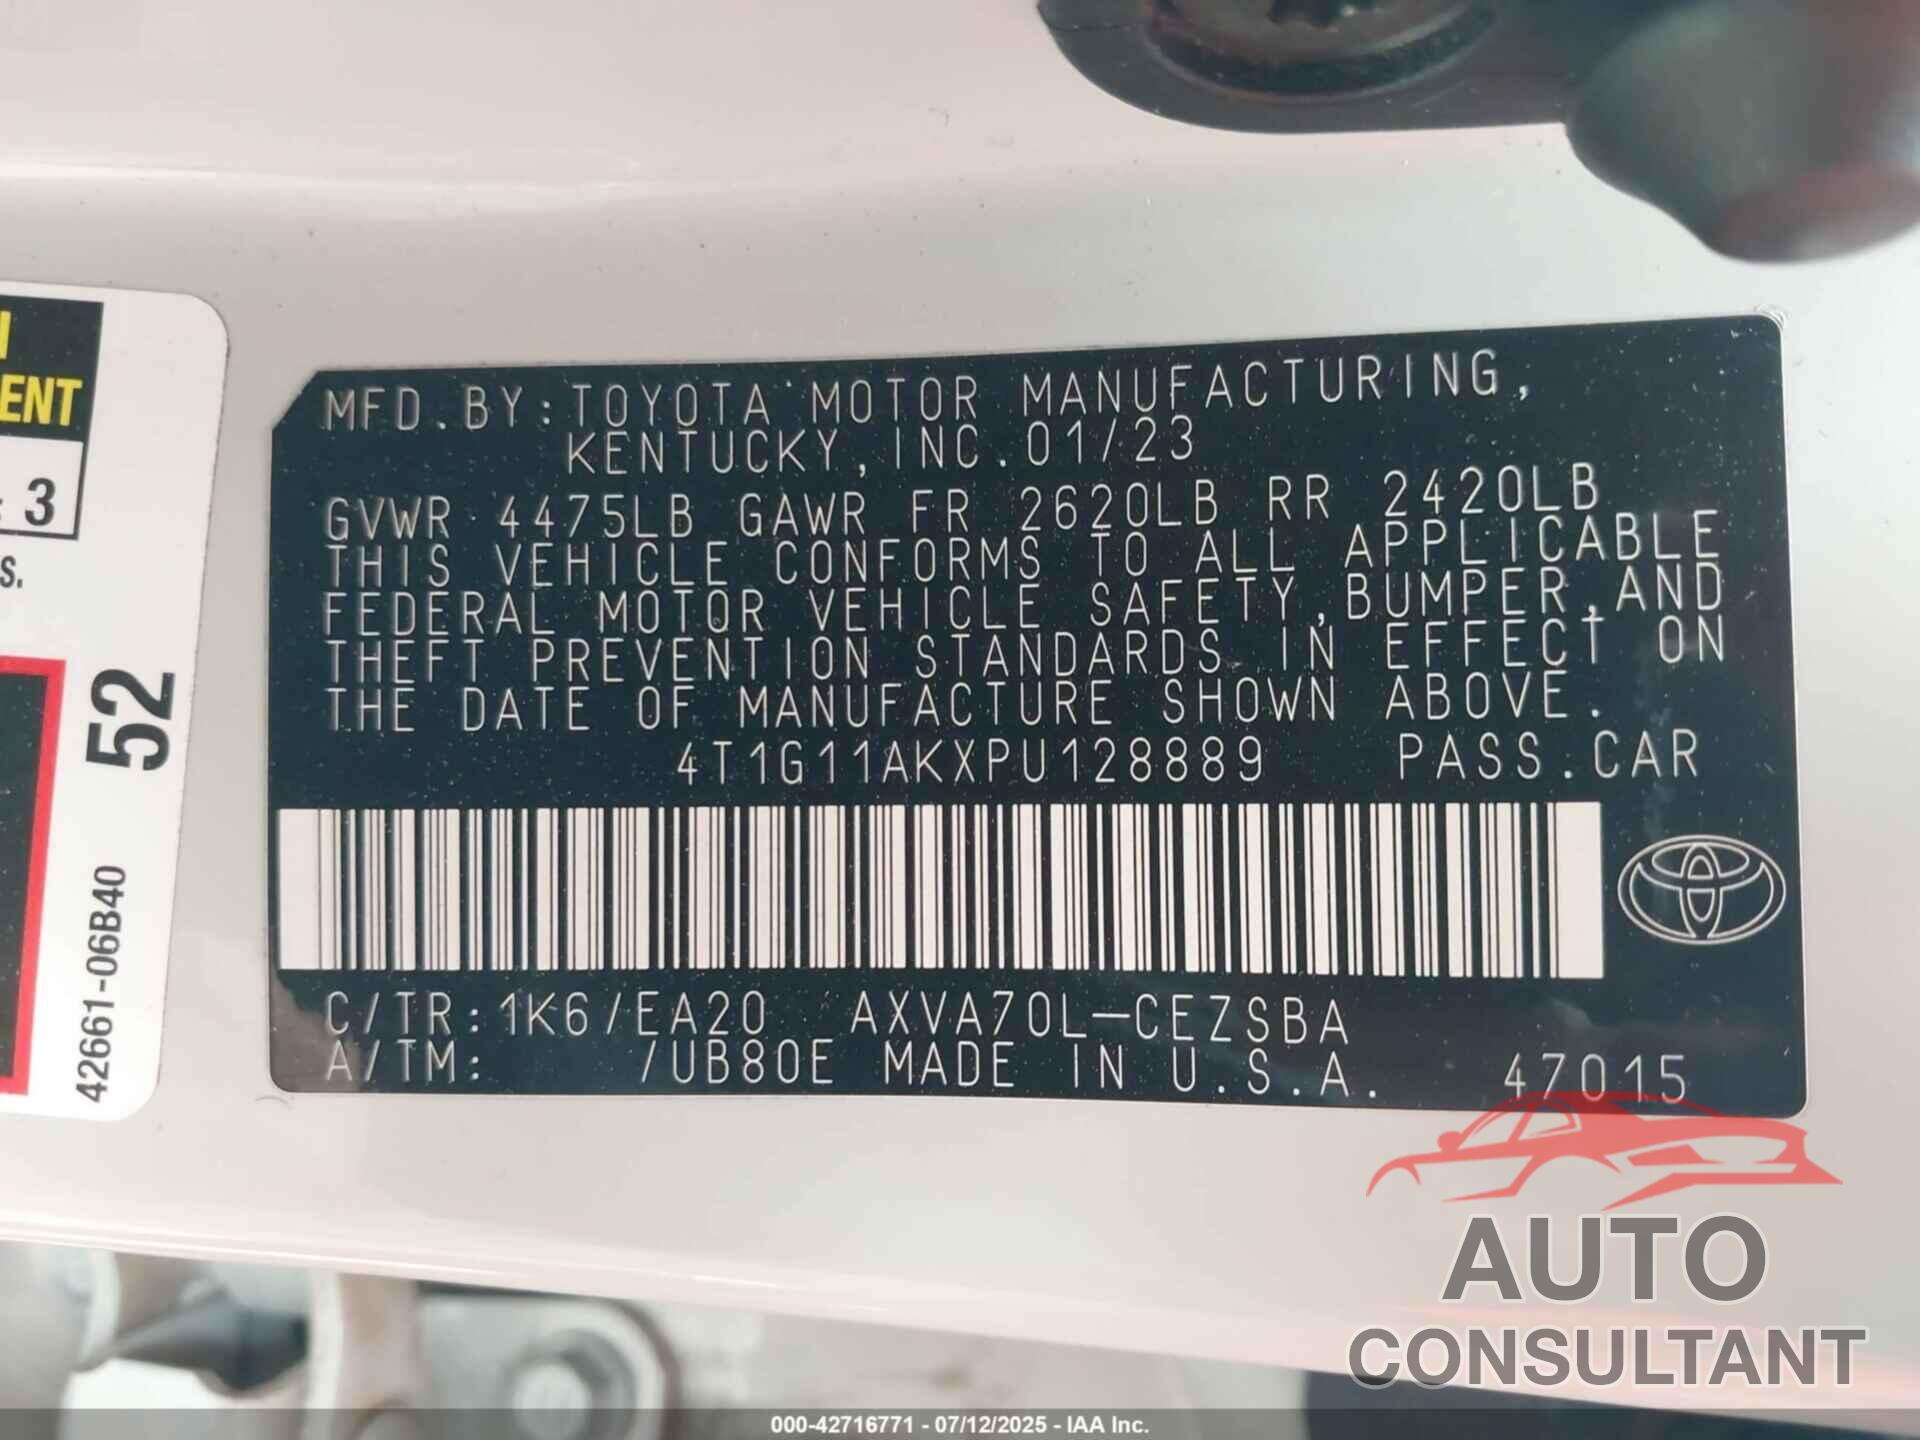 MFD.BY:TOYOTA MOTOR MANUFACTURING,
KENTUCKY,INC.01/23
GVWR 4475LB GAWR FR 2620LB RR 2420LB
THIS VEHICLE CONFORMS TO ALL APPLICABLE
FEDERAL MOTOR VEHICLE SAFETY,BUMPER,AND
THEFT PREVENTION STANDARDS IN EFFECT ON
THE DATE OF MANUFACTURE SHOWN ABOVE.
4T1G11AKXPU128889 PASS.CAR
C/TR:1K6/EA20 AXVA70L-CEZSBA
A/TM: /UB80E MADE IN U.S.A. 47015
ENT
3
S.
52
42661-06B40
AUTO
CONSULTANT
000-42716771 - 07/12/2025 - IAA Inc.